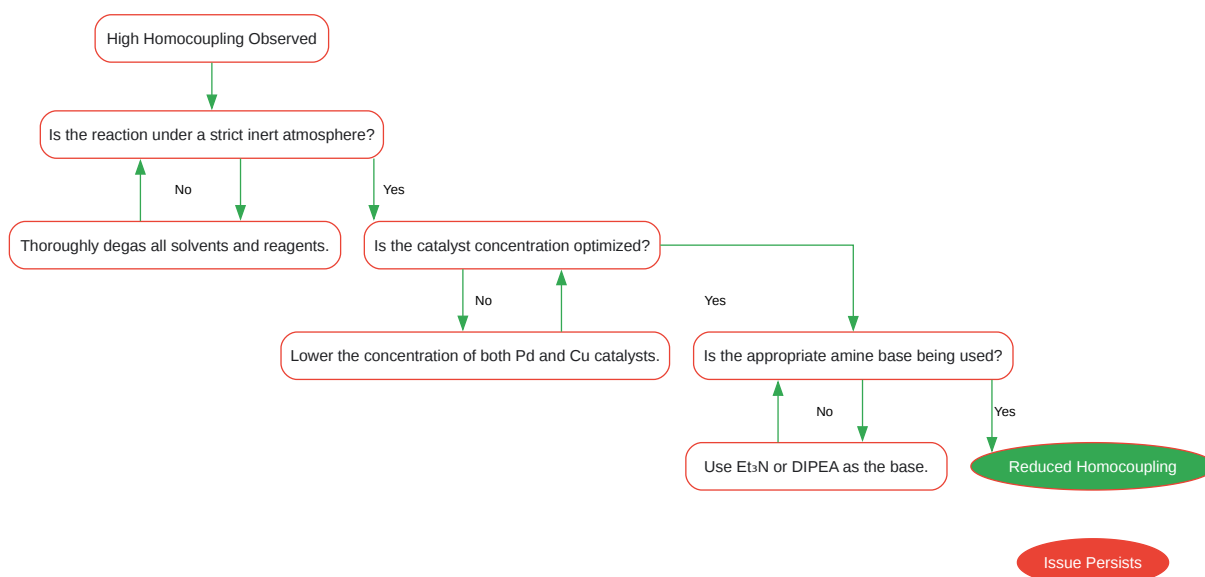 High Homocoupling Observed
Is the reaction under a strict inert atmosphere?
No
Yes
Thoroughly degas all solvents and reagents.
Is the catalyst concentration optimized?
No
Yes
Lower the concentration of both Pd and Cu catalysts.
Is the appropriate amine base being used?
No
Yes
Use Et₃N or DIPEA as the base.
Reduced Homocoupling
Issue Persists